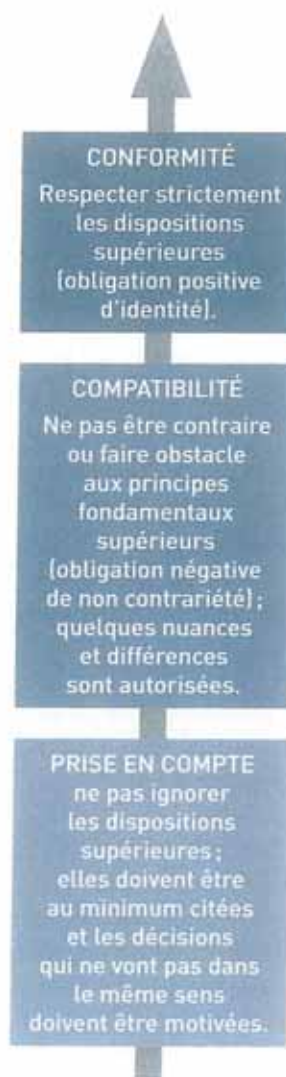 CONFORMITÉ
Respecter strictement
les dispositions
supérieures
(obligation positive
d'identité).
COMPATIBILITÉ
Ne pas être contraire
ou faire obstacle
aux principes
fondamentaux
supérieurs
(obligation négative
de non contrariété) ;
quelques nuances
et différences
sont autorisées.
PRISE EN COMPTE
ne pas ignorer
les dispositions
supérieures ;
elles doivent être
au minimum citées
et les décisions
qui ne vont pas dans
le même sens
doivent être motivées.